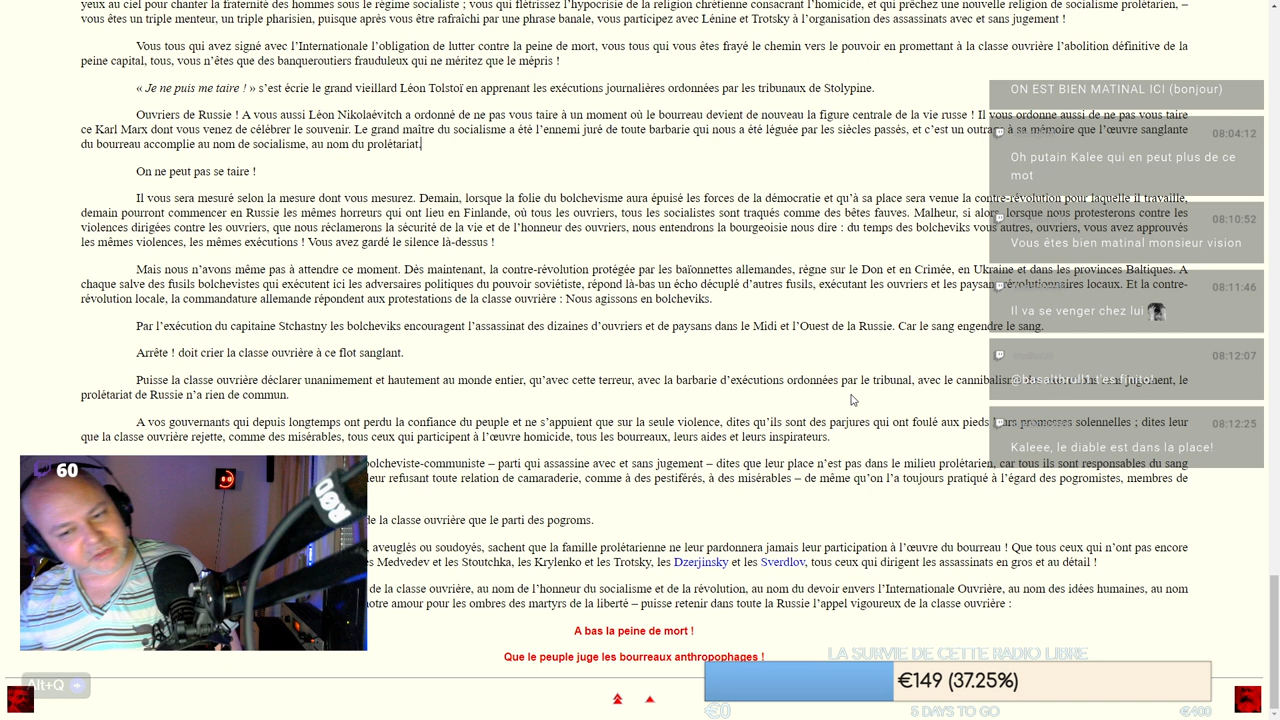 yeux au ciel pour chanter la fraternité des hommes sous le régime socialiste ; vous qui flétrissez l’hypocrisie de la religion chrétienne consacrant l’homicide, et qui prêchez une nouvelle religion de socialisme prolétarien, –
vous êtes un triple menteur, un triple pharisien, puisque après vous être rafraîchi par une phrase banale, vous participez avec Lénine et Trotsky à l’organisation des assassinats avec et sans jugement !
Vous tous qui avez signé avec l’Internationale l’obligation de lutter contre la peine de mort, vous tous qui vous êtes frayé le chemin vers le pouvoir en promettant à la classe ouvrière l’abolition définitive de la
peine capital, tous, vous n’êtes que des banqueroutiers frauduleux qui ne méritez que le mépris !
« Je ne puis me taire ! » s’est écrie le grand vieillard Léon Tolstoï en apprenant les exécutions journalières ordonnées par les tribunaux de Stolypine.
Ouvriers de Russie ! A vous aussi Léon Nikolaévitch a ordonné de ne pas vous taire à un moment où le bourreau devient de nouveau la figure centrale de la vie russe ! Il vous ordonne aussi de ne pas vous taire
ce Karl Marx dont vous venez de célébrer le souvenir. Le grand maître du socialisme a été l’ennemi juré de toute barbarie qui nous a été léguée par les siècles passés, et c’est un outrage à sa mémoire que l’œuvre sanglante
du bourreau accomplie au nom de socialisme, au nom du prolétariat.
On ne peut pas se taire !
Il vous sera mesuré selon la mesure dont vous mesurez. Demain, lorsque la folie du bolchevisme aura épuisé les forces de la démocratie et qu’à sa place sera venue la contre-révolution pour laquelle il travaille,
demain pourront commencer en Russie les mêmes horreurs qui ont lieu en Finlande, où tous les ouvriers, tous les socialistes sont traqués comme des bêtes fauves. Malheur, si alors lorsque nous protesterons contre les
violences dirigées contre les ouvriers, que nous réclamerons la sécurité de la vie et de l’honneur des ouvriers, nous entendrons la bourgeoisie nous dire : du temps des bolcheviks vous autres, ouvriers, vous avez approuvés
les mêmes violences, les mêmes exécutions ! Vous avez gardé le silence là-dessus !
Mais nous n’avons même pas à attendre ce moment. Dès maintenant, la contre-révolution protégée par les baïonnettes allemandes, règne sur le Don et en Crimée, en Ukraine et dans les provinces Baltiques. A
chaque salve des fusils bolchevistes qui exécutent ici les adversaires politiques du pouvoir soviétiste, répond là-bas un écho décuplé d’autres fusils, exécutant les ouvriers et les paysans révolutionnaires locaux. Et la contre-
révolution locale, la commandature allemande répondent aux protestations de la classe ouvrière : Nous agissons en bolcheviks.
Par l’exécution du capitaine Stchastny les bolcheviks encouragent l’assassinat des dizaines d’ouvriers et de paysans dans le Midi et l’Ouest de la Russie. Car le sang engendre le sang.
Arrête ! doit crier la classe ouvrière à ce flot sanglant.
Puisse la classe ouvrière déclarer unanimement et hautement au monde entier, qu’avec cette terreur, avec la barbarie d’exécutions ordonnées par le tribunal, avec le cannibalisme jugement, le
prolétariat de Russie n’a rien de commun.
A vos gouvernants qui depuis longtemps ont perdu la confiance du peuple et ne s’appuient que sur la seule violence, dites qu’ils sont des parjures qui ont foulé aux pieds leurs promesses solennelles ; dites leur
que la classe ouvrière rejette, comme des misérables, tous ceux qui participent à l’œuvre homicide, tous les bourreaux, leurs aides et leurs inspirateurs.
bolcheviste-communiste – parti qui assassine avec et sans jugement – dites que leur place n’est pas dans le milieu prolétarien, car tous ils sont responsables du sang
leur refusant toute relation de camaraderie, comme à des pestiférés, à des misérables – de même qu’on l’a toujours pratiqué à l’égard des pogromistes, membres de
de la classe ouvrière que le parti des pogroms.
, aveuglés ou soudoyés, sachent que la famille prolétarienne ne leur pardonnera jamais leur participation à l’œuvre du bourreau ! Que tous ceux qui n’ont pas encore
s Medvedev et les Stoutchka, les Krylenko et les Trotsky, les Dzerjinsky et les Sverdlov, tous ceux qui dirigent les assassinats en gros et au détail !
de la classe ouvrière, au nom de l’honneur du socialisme et de la révolution, au nom du devoir envers l’Internationale Ouvrière, au nom des idées humaines, au nom
notre amour pour les ombres des martyrs de la liberté – puisse retenir dans toute la Russie l’appel vigoureux de la classe ouvrière :
A bas la peine de mort !
Que le peuple juge les bourreaux anthropophages !
ON EST BIEN MATINAL ICI (bonjour)
08:04:12
Oh putain Kalee qui en peut plus de ce
mot
08:10:52
Vous êtes bien matinal monsieur vision
08:11:46
Il va se venger chez lui
08:12:07
@basalthrull1 t'es finito!
08:12:25
Kaleee, le diable est dans la place!
60
RØD
Alt+Q
LA SURVIE DE CETTE RADIO LIBRE
€149 (37.25%)
€0
5 DAYS TO GO
€400